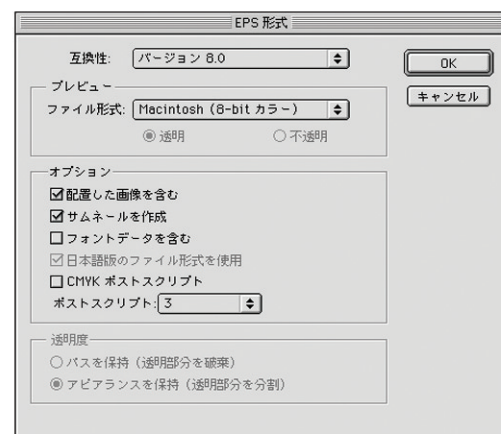 EPS 形式
互換性: バージョン 8.0
OK
キャンセル
プレビュー
ファイル形式: Macintosh (8-bit カラー)
透明 不透明
オプション
配置した画像を含む
サムネールを作成
フォントデータを含む
日本語版のファイル形式を使用
CMYK ポストスクリプト
ポストスクリプト: 3
透明度
パスを保持（透明部分を破棄）
アピアランスを保持（透明部分を分割）